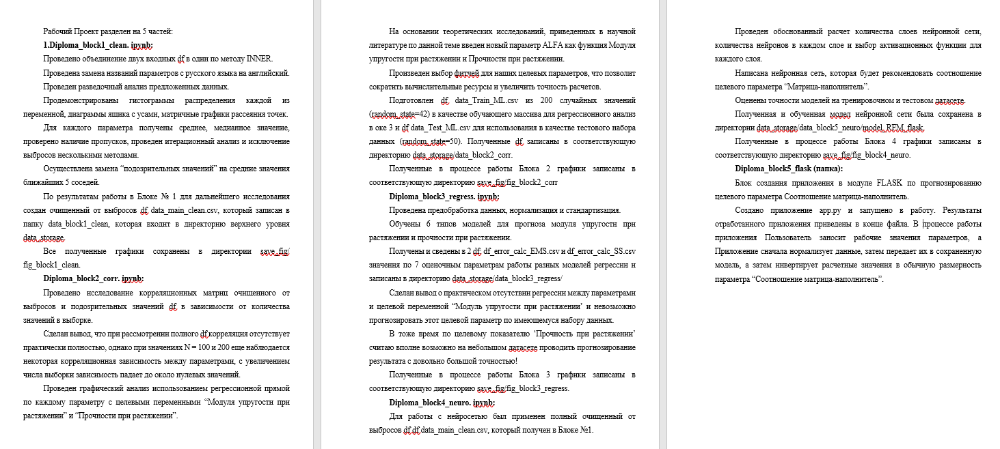 Рабочий Проект разделен на 5 частей:
1.Diploma_block1_clean. ipynb:
Проведено объединение двух входных df в один по методу INNER.
Проведена замена названий параметров с русского языка на английский.
Проведен разведочный анализ предложенных данных.
Продемонстрированы гистограммы распределения каждой из
переменной, диаграммы ящика с усами, матричные графики рассеяния точек.
Для каждого параметра получены среднее, медианное значение,
проверено наличие пропусков, проведен итерационный анализ и исключение
выбросов несколькими методами.
Осуществлена замена “подозрительных значений” на средние значения
ближайших 5 соседей.
По результатам работы в Блоке № 1 для дальнейшего исследования
создан очищенный от выбросов df data_main_clean.csv, который записан в
папку data_block1_clean, которая входит в директорию верхнего уровня
data_storage.
Все полученные графики сохранены в директории save_fig/
fig_block1_clean.
Diploma_block2_corr. ipynb:
Проведено исследование корреляционных матриц очищенного от
выбросов и подозрительных значений df в зависимости от количества
значений в выборке.
Сделан вывод, что при рассмотрении полного df корреляция отсутствует
практически полностью, однако при значениях N = 100 и 200 еще наблюдается
некоторая корреляционная зависимость между параметрами, с увеличением
числа выборки зависимость падает до около нулевых значений.
Проведен графический анализ использованием регрессионной прямой
по каждому параметру с целевыми переменными “Модуля упругости при
растяжении” и “Прочности при растяжении”.
На основании теоретических исследований, приведенных в научной
литературе по данной теме введен новый параметр ALFA как функция Модуля
упругости при растяжении и Прочности при растяжении.
Произведен выбор фитчей для наших целевых параметров, что позволит
сократить вычислительные ресурсы и увеличить точность расчетов.
Подготовлен df, data_Train_ML.csv из 200 случайных значений
(random_state=42) в качестве обучающего массива для регрессионного анализ
в оке 3 и df data_Test_ML.csv для использования в качестве тестового набора
данных (random_state=50). Полученные df записаны в соответствующую
директорию data_storage/data_block2_corr.
Полученные в процессе работы Блока 2 графики записаны в
соответствующую директорию save_fig/fig_block2_corr
Diploma_block3_regress. ipynb:
Проведена предобработка данных, нормализация и стандартизация.
Обучены 6 типов моделей для прогноза модуля упругости при
растяжении и прочности при растяжении.
Получены и сведены в 2 df: df_error_calc_EMS.csv и df_error_calc_SS.csv
значения по 7 оценочным параметрам работы разных моделей регрессии и
записаны в директорию data_storage/data_block3_regress/
Сделан вывод о практическом отсутствии регрессии между параметрами
и целевой переменной “Модуль упругости при растяжении’ и невозможно
прогнозировать этот целевой параметр по имеющемуся набору данных.
В тоже время по целевому показателю ‘Прочность при растяжении’
считаю вполне возможно на небольшом датасете проводить прогнозирование
результата с довольно большой точностью!
Полученные в процессе работы Блока 3 графики записаны в
соответствующую директорию save_fig/fig_block3_regress.
Diploma_block4_neuro. ipynb:
Для работы с нейросетью был применен полный очищенный от
выбросов df df data_main_clean.csv, который получен в Блоке №1.
Проведен обоснованный расчет количества слоев нейронной сети,
количества нейронов в каждом слое и выбор активационных функции для
каждого слоя.
Написана нейронная сеть, которая будет рекомендовать соотношение
целевого параметра “Матрица-наполнитель”.
Оценены точности моделей на тренировочном и тестовом датасете.
Полученная и обученная модел нейронной сети была сохранена в
директории data_storage/data_block5_neuro/model_RFM_flask.
Полученные в процессе работы Блока 4 графики записаны в
соответствующую директорию save_fig/fig_block4_neuro.
Diploma_block5_flask (папка):
Блок создания приложения в модуле FLASK по прогнозированию
целевого параметра Соотношение матрица-наполнитель.
Создано приложение app.py и запущено в работу. Результаты
отработанного приложения приведены в конце файла. В процессе работы
приложения Пользователь заносит рабочие значения параметров, а
Приложение сначала нормализует данные, затем передает их в сохраненную
модель, а затем инвертирует расчетные значения в обычную размерность
параметра “Соотношение матрица-наполнитель”.